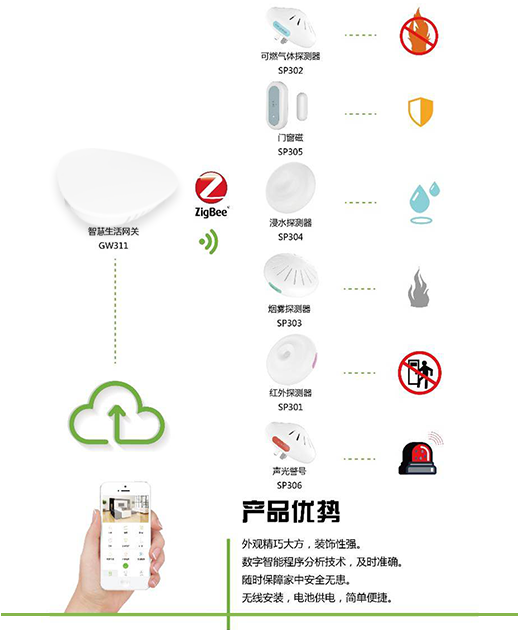 可燃气体探测器
SP302
门窗磁
SP305
智慧生活网关
GW311
ZigBee
浸水探测器
SP304
烟雾探测器
SP303
红外探测器
SP301
声光警号
SP306
产品优势
外观精巧大方，装饰性强。
数字智能程序分析技术，及时准确。
随时保障家中安全无患。
无线安装，电池供电，简单便捷。